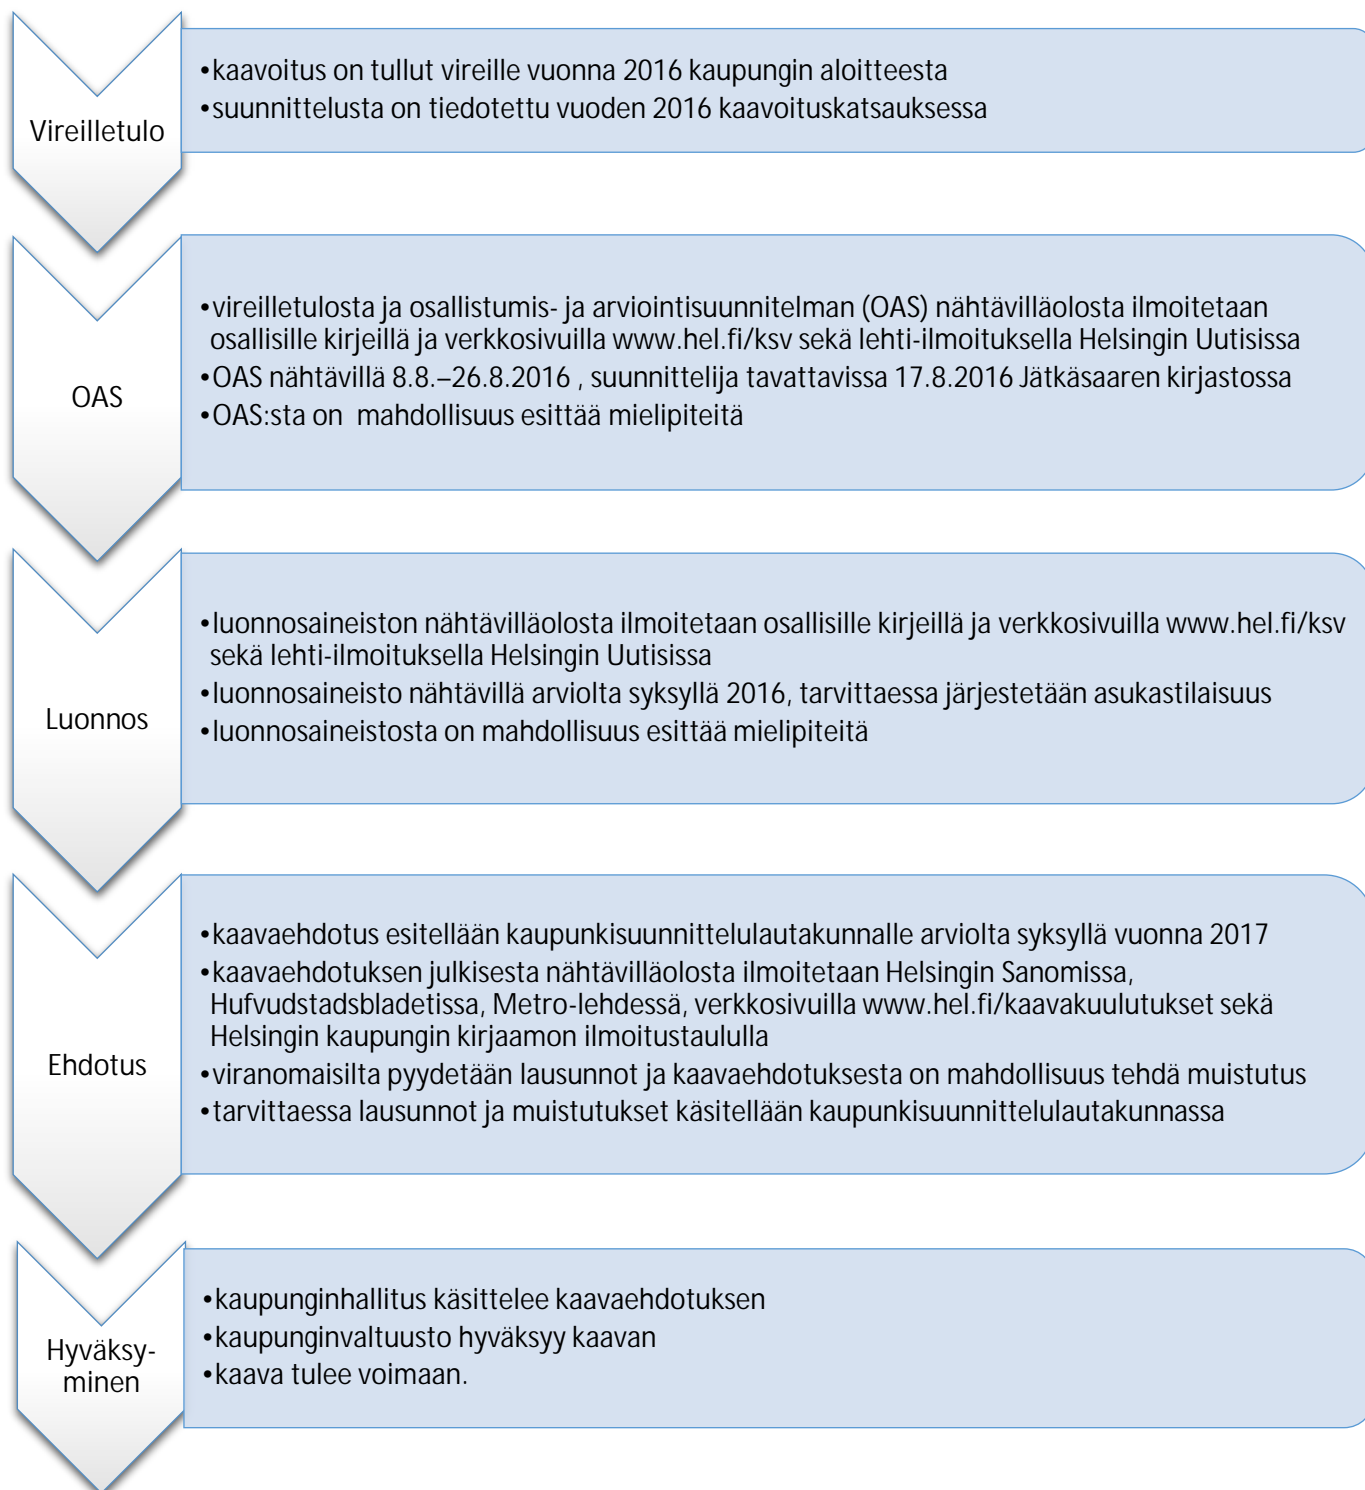 Vireilletulo
•kaavoitus on tullut vireille vuonna 2016 kaupungin aloitteesta
•suunnittelusta on tiedotettu vuoden 2016 kaavoituskatsauksessa
OAS
•vireilletulosta ja osallistumis- ja arviointisuunnitelman (OAS) nähtävilläolosta ilmoitetaan
osallisille kirjeillä ja verkkosivuilla www.hel.fi/ksv sekä lehti-ilmoituksella Helsingin Uutisissa
•OAS nähtävillä 8.8.–26.8.2016 , suunnittelija tavattavissa 17.8.2016 Jätkäsaaren kirjastossa
•OAS:sta on mahdollisuus esittää mielipiteitä
Luonnos
•luonnosaineiston nähtävilläolosta ilmoitetaan osallisille kirjeillä ja verkkosivuilla www.hel.fi/ksv
sekä lehti-ilmoituksella Helsingin Uutisissa
•luonnosaineisto nähtävillä arviolta syksyllä 2016, tarvittaessa järjestetään asukastilaisuus
•luonnosaineistosta on mahdollisuus esittää mielipiteitä
Ehdotus
•kaavaehdotus esitellään kaupunkisuunnittelulautakunnalle arviolta syksyllä vuonna 2017
•kaavaehdotuksen julkisesta nähtävilläolosta ilmoitetaan Helsingin Sanomissa,
Hufvudstadsbladetissa, Metro-lehdessä, verkkosivuilla www.hel.fi/kaavakuulutukset sekä
Helsingin kaupungin kirjaamon ilmoitustaululla
•viranomaisilta pyydetään lausunnot ja kaavaehdotuksesta on mahdollisuus tehdä muistutus
•tarvittaessa lausunnot ja muistutukset käsitellään kaupunkisuunnittelulautakunnassa
Hyväksy-
minen
•kaupunginhallitus käsittelee kaavaehdotuksen
•kaupunginvaltuusto hyväksyy kaavan
•kaava tulee voimaan.